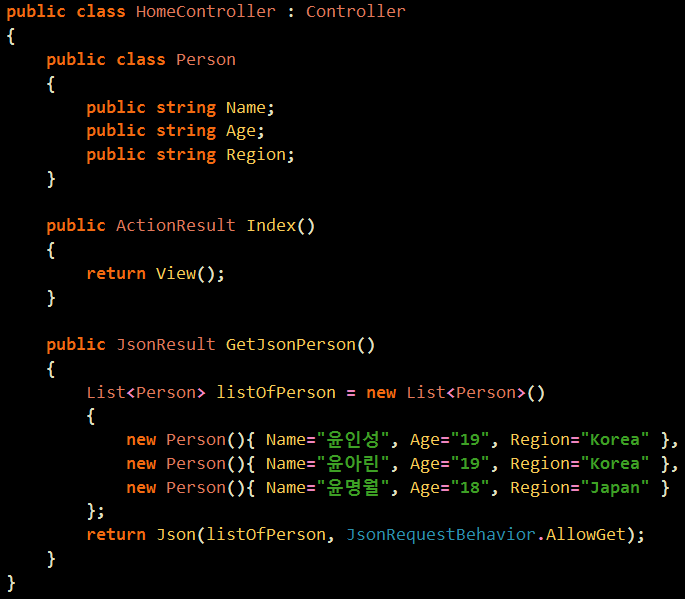 public class HomeController : Controller
{
    public class Person
    {
        public string Name;
        public string Age;
        public string Region;
    }

    public ActionResult Index()
    {
        return View();
    }

    public JsonResult GetJsonPerson()
    {
        List<Person> listOfPerson = new List<Person>()
        {
            new Person(){ Name="윤인성", Age="19", Region="Korea" },
            new Person(){ Name="윤아린", Age="19", Region="Korea" },
            new Person(){ Name="윤명월", Age="18", Region="Japan" }
        };
        return Json(listOfPerson, JsonRequestBehavior.AllowGet);
    }
}